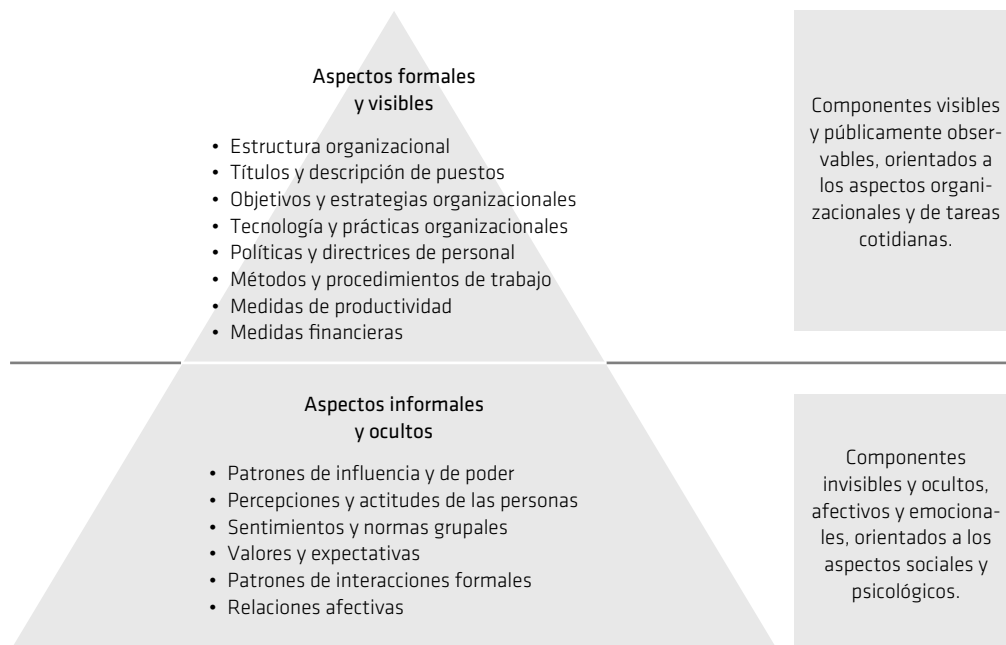 Aspectos formales
y visibles
• Estructura organizacional
• Títulos y descripción de puestos
• Objetivos y estrategias organizacionales
• Tecnología y prácticas organizacionales
• Políticas y directrices de personal
• Métodos y procedimientos de trabajo
• Medidas de productividad
• Medidas financieras
Componentes visibles
y públicamente obser-
vables, orientados a
los aspectos organi-
zacionales y de tareas
cotidianas.
Aspectos informales
y ocultos
• Patrones de influencia y de poder
• Percepciones y actitudes de las personas
• Sentimientos y normas grupales
• Valores y expectativas
• Patrones de interacciones formales
• Relaciones afectivas
Componentes
invisibles y ocultos,
afectivos y emociona-
les, orientados a los
aspectos sociales y
psicológicos.